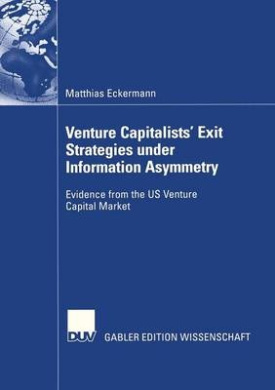 Matthias Eckermann
Venture Capitalists' Exit
Strategies under
Information Asymmetry
Evidence from the US Venture
Capital Market
DUV
GABLER EDITION WISSENSCHAFT